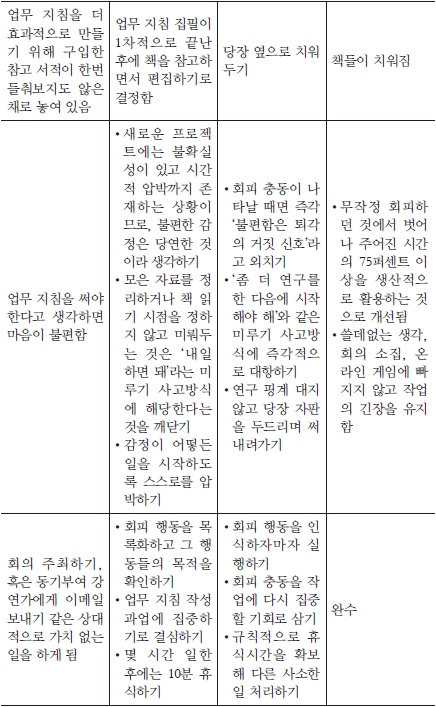 업무 지침을 더
효과적으로 만들
기 위해 구입한
참고 서적이 한번
들춰보지도 않은
채로 놓여 있음
업무 지침 집필이
1차적으로 끝난
후에 책을 참고하
면서 편집하기로
결정함
당장 옆으로 치워
두기
책들이 치워짐
업무 지침을 써야
한다고 생각하면
마음이 불편함
• 새로운 프로젝
트에는 불확실
성이 있고 시간
적 압박까지 존
재하는 상황이
므로, 불편한 감
정은 당연한 것
이라 생각하기
• 모은 자료를 정
리하거나 책 읽
기 시점을 정하
지 않고 미뤄두
는 것은 ‘내일
하면 돼’라는 미
루기 사고방식
에 해당한다는
것을 깨닫기
• 감정이 어떻든
일을 시작하도
록 스스로를 압
박하기
• 회피 충동이 나
타날 때면 즉각
‘불편함은 퇴각
의 거짓 신호’라
고 외치기
• ‘좀 더 연구를
한 다음에 시작
해야 해’와 같은
미루기 사고방
식에 즉각적으
로 대항하기
• 연구 핑계 대지
않고 당장 자판
을 두드리며 써
내려가기
• 무작정 회피하
던 것에서 벗어
나 주어진 시간
의 75퍼센트 이
상을 생산적으
로 활용하는 것
으로 개선됨
• 쓸데없는 생각,
회의 소집, 온
라인 게임에 빠
지지 않고 작업
의 긴장을 유지
함
회의 주최하기,
혹은 동기부여 강
연가에게 이메일
보내기 같은 상대
적으로 가치 없는
일을 하게 됨
• 회피 행동을 목
록화하고 그 행
동들의 목적을
확인하기
• 업무 지침 작성
과업에 집중하
기로 결심하기
• 몇 시간 일한
후에는 10분 휴
식하기
• 회피 행동을 인
식하자마자 실
행하기
• 회피 충동을 작
업에 다시 집중
할 기회로 삼기
• 규칙적으로 휴
식시간을 확보
해 다른 사소한
일 처리하기
완수